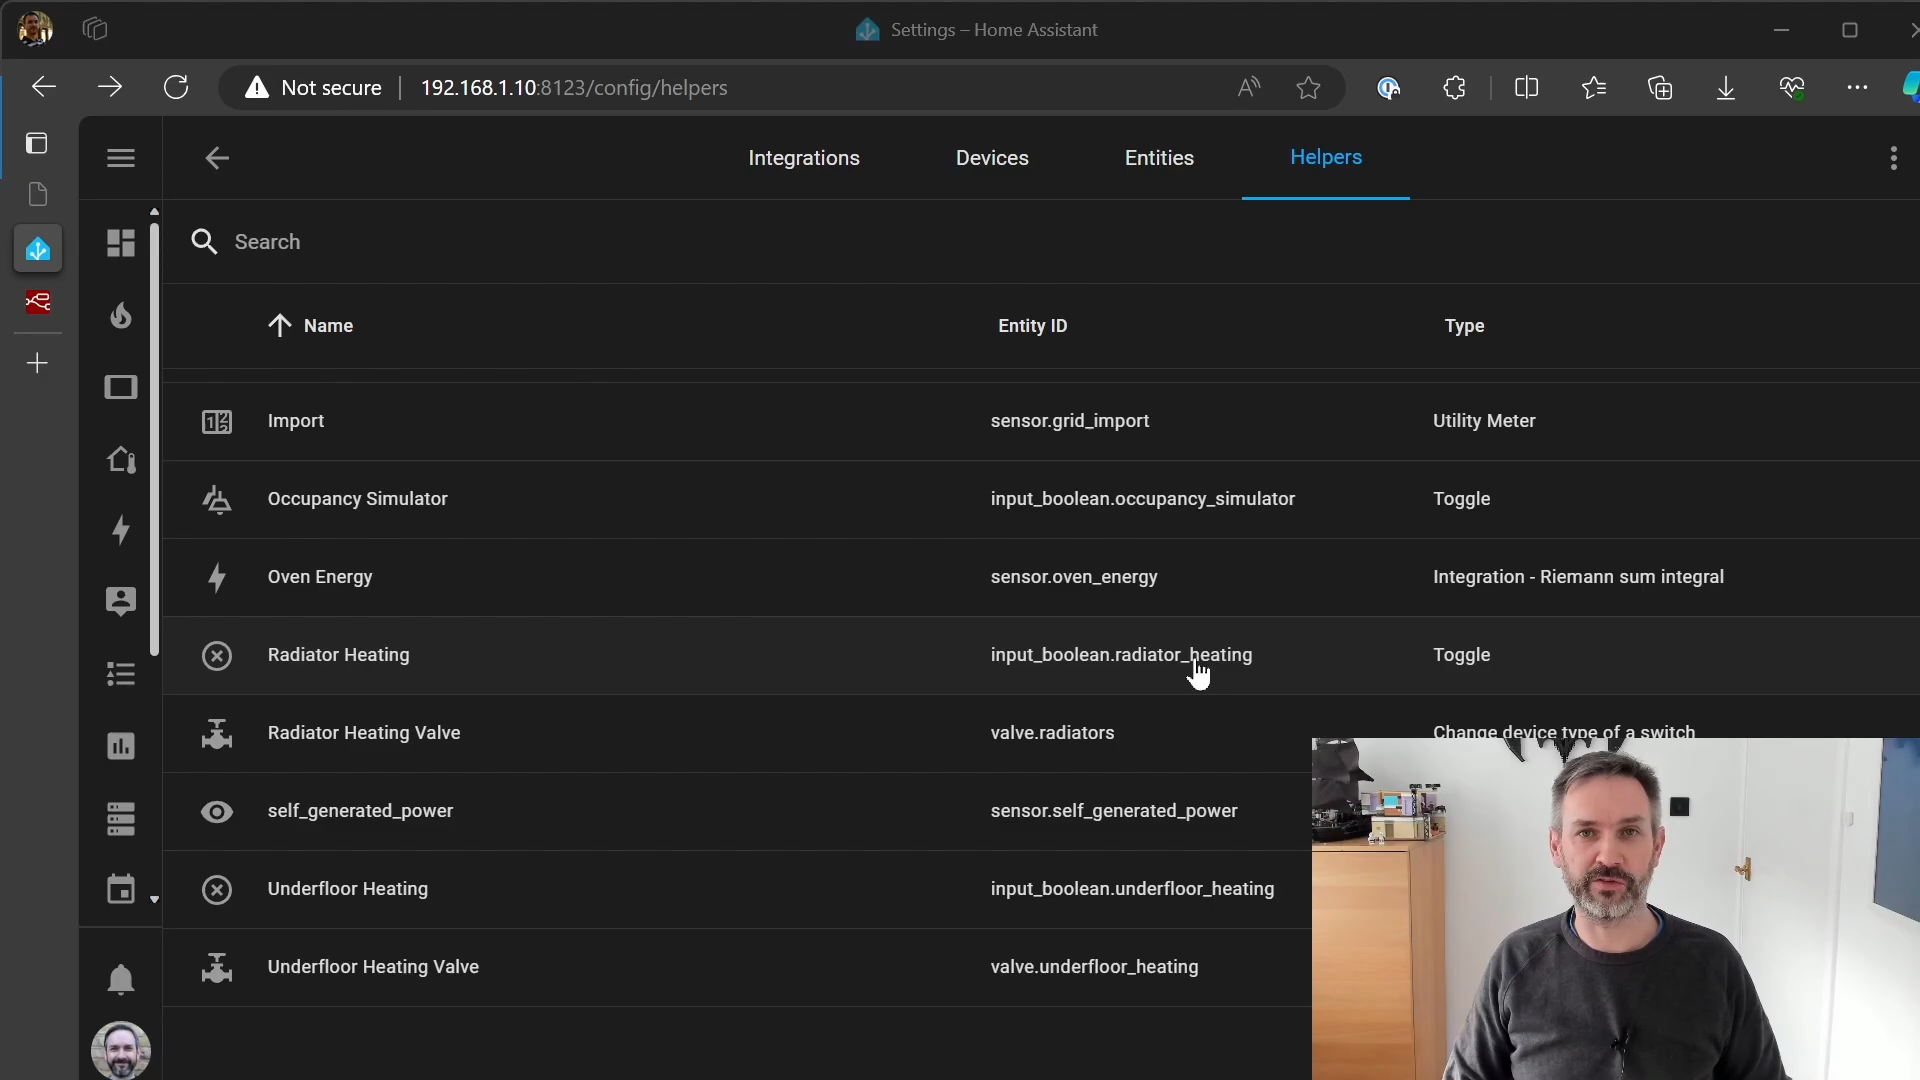 Settings – Home Assistant
Not secure 192.168.1.10:8123/config/helpers
Integrations Devices Entities Helpers
Search
Name Entity ID Type
Import sensor.grid_import Utility Meter
Occupancy Simulator input_boolean.occupancy_simulator Toggle
Oven Energy sensor.oven_energy Integration - Riemann sum integral
Radiator Heating input_boolean.radiator_heating Toggle
Radiator Heating Valve valve.radiators Change device type of a switch
self_generated_power sensor.self_generated_power
Underfloor Heating input_boolean.underfloor_heating
Underfloor Heating Valve valve.underfloor_heating